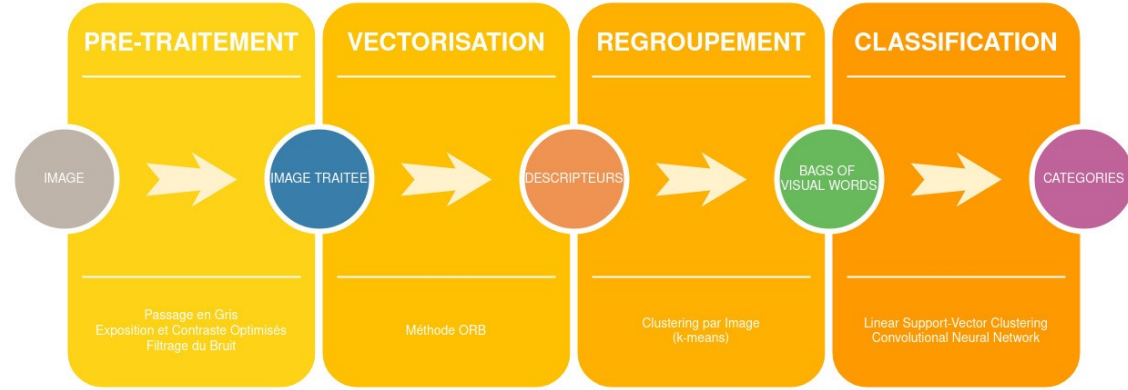 PRE-TRAITEMENT
VECTORISATION
REGROUPEMENT
CLASSIFICATION
IMAGE
IMAGE TRAITEE
DESCRIPTEURS
BAGS OF
VISUAL WORDS
CATEGORIES
Passage en Gris
Exposition et Contraste Optimisés
Filtrage du Bruit
Méthode ORB
Clustering par Image
(k-means)
Linear Support-Vector Clustering
Convolutional Neural Network